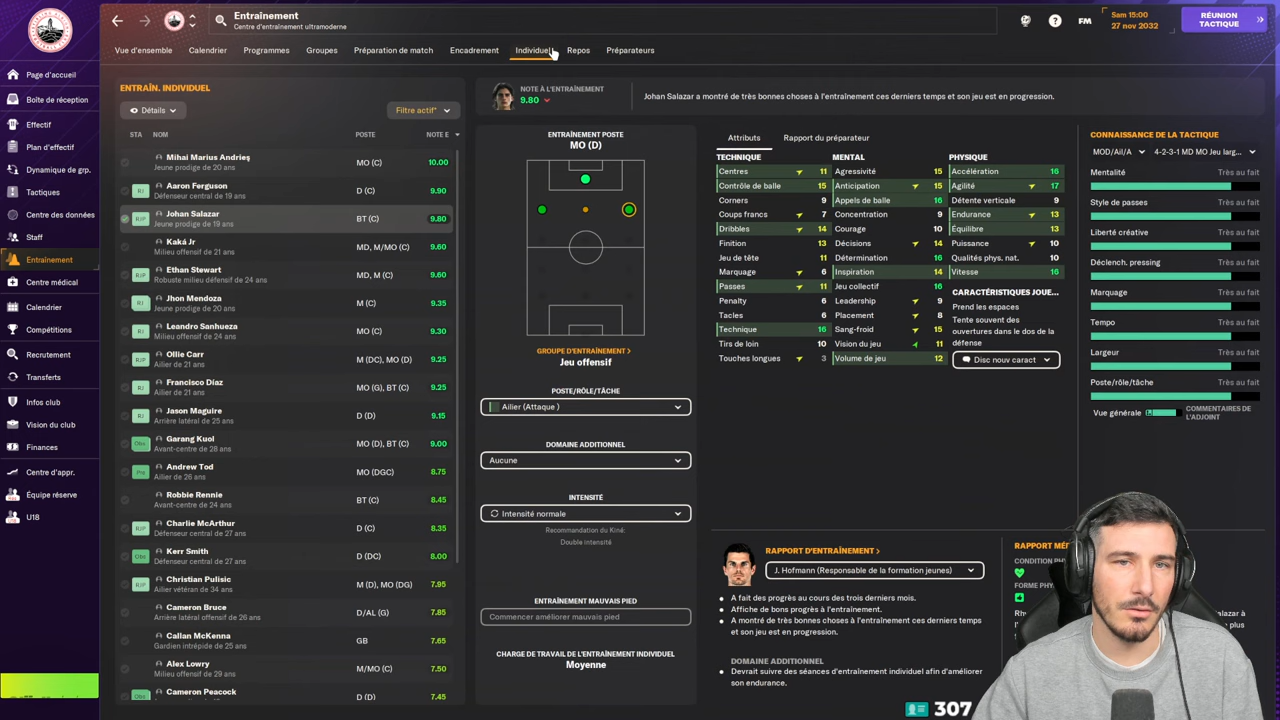 Entraînement
Centre d'entraînement ultramoderne
FM
Sam 15:00
27 nov 2032
RÉUNION
TACTIQUE
Vue d'ensemble
Calendrier
Programmes
Groupes
Préparation de match
Encadrement
Individuel
Repos
Préparateurs
Page d'accueil
Boîte de réception
Effectif
Plan d'effectif
Dynamique de grp.
Tactiques
Centre des données
Staff
Entraînement
Centre médical
Calendrier
Compétitions
Recrutement
Transferts
Infos club
Vision du club
Finances
Centre d'appr.
Équipe réserve
U18
ENTRAÎN. INDIVIDUEL
Détails
Filtre actif*
STA NOM POSTE NOTE E
Mihai Marius Andrieş
Jeune prodige de 20 ans
MO (C) 10.00
Aaron Ferguson
Défenseur central de 19 ans
D (C) 9.90
Johan Salazar
Jeune prodige de 19 ans
BT (C) 9.80
Kaká Jr
Milieu offensif de 21 ans
MD, M/MO (C) 9.60
Ethan Stewart
Robuste milieu défensif de 24 ans
MD, M (C) 9.60
Jhon Mendoza
Jeune prodige de 20 ans
M (C) 9.35
Leandro Sanhueza
Milieu offensif de 24 ans
MO (C) 9.30
Ollie Carr
Ailier de 21 ans
M (DC), MO (D) 9.25
Francisco Díaz
Ailier de 21 ans
MO (G), BT (C) 9.25
Jason Maguire
Arrière latéral de 25 ans
D (D) 9.15
Garang Kuol
Avant-centre de 28 ans
MO (D), BT (C) 9.00
Andrew Tod
Ailier de 26 ans
MO (DGC) 8.75
Robbie Rennie
Avant-centre de 24 ans
BT (C) 8.45
Charlie McArthur
Défenseur central de 27 ans
D (C) 8.35
Kerr Smith
Défenseur central de 27 ans
D (DC) 8.00
Christian Pulisic
Ailier vétéran de 34 ans
M (D), MO (DG) 7.95
Cameron Bruce
Arrière latéral offensif de 26 ans
D/AL (G) 7.85
Callan McKenna
Gardien intrépide de 25 ans
GB 7.65
Alex Lowry
Milieu offensif de 29 ans
M/MO (C) 7.50
Cameron Peacock
Défenseur central de 20 ans
D (D) 7.45
NOTE À L'ENTRAÎNEMENT
9.80
Johan Salazar a montré de très bonnes choses à l'entraînement ces derniers temps et son jeu est en progression.
ENTRAÎNEMENT POSTE
MO (D)
GROUPE D'ENTRAÎNEMENT
Jeu offensif
POSTE/RÔLE/TÂCHE
Ailier (Attaque )
DOMAINE ADDITIONNEL
Aucune
INTENSITÉ
Intensité normale
Recommandation du Kiné:
Double intensité
ENTRAÎNEMENT MAUVAIS PIED
Commencer améliorer mauvais pied
CHARGE DE TRAVAIL DE L'ENTRAÎNEMENT INDIVIDUEL
Moyenne
Attributs
Rapport du préparateur
TECHNIQUE
Centres 11
Contrôle de balle 15
Corners 9
Coups francs 7
Dribbles 14
Finition 13
Jeu de tête 11
Marquage 6
Passes 11
Penalty 6
Tacles 6
Technique 16
Tirs de loin 10
Touches longues 3
MENTAL
Agressivité 15
Anticipation 15
Appels de balle 16
Concentration 9
Courage 10
Décisions 14
Détermination 16
Inspiration 14
Jeu collectif 16
Leadership 9
Placement 8
Sang-froid 15
Vision du jeu 11
Volume de jeu 12
PHYSIQUE
Accélération 16
Agilité 17
Détente verticale 9
Endurance 13
Équilibre 13
Puissance 10
Qualités phys. nat. 10
Vitesse 16
CARACTÉRISTIQUES JOUE...
Prend les espaces
Tente souvent des
ouvertures dans le dos de la
défense
Disc nouv caract
CONNAISSANCE DE LA TACTIQUE
MOD/Ail/A
4-2-3-1 MD MO Jeu larg...
Mentalité Très au fait
Style de passes Très au fait
Liberté créative Très au fait
Déclench. pressing Très au fait
Marquage Très au fait
Tempo Très au fait
Largeur Très au fait
Poste/rôle/tâche Très au fait
Vue générale
COMMENTAIRES DE
L'ADJOINT
RAPPORT D'ENTRAÎNEMENT
J. Hofmann (Responsable de la formation jeunes)
A fait des progrès au cours des trois derniers mois.
Affiche de bons progrès à l'entraînement.
A montré de très bonnes choses à l'entraînement ces derniers
temps et son jeu est en progression.
DOMAINE ADDITIONNEL
Devrait suivre des séances d'entraînement individuel afin d'améliorer
son endurance.
307